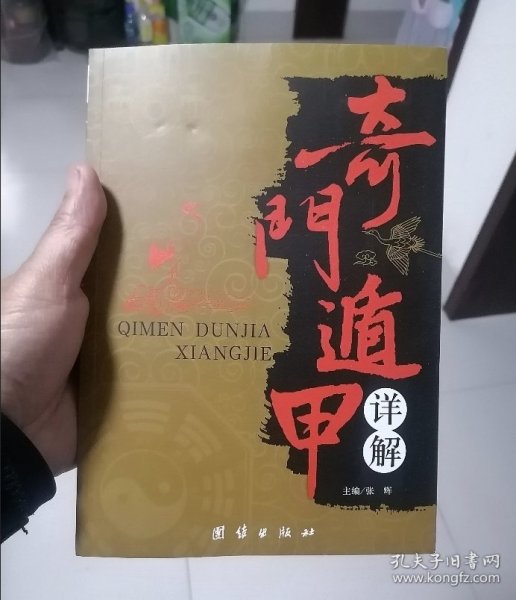 奇門遁甲
详解
QIMEN DUNJIA
XIANGJIE
主编/张 辉
团结出版社
孔夫子旧书网
www.kongfz.com